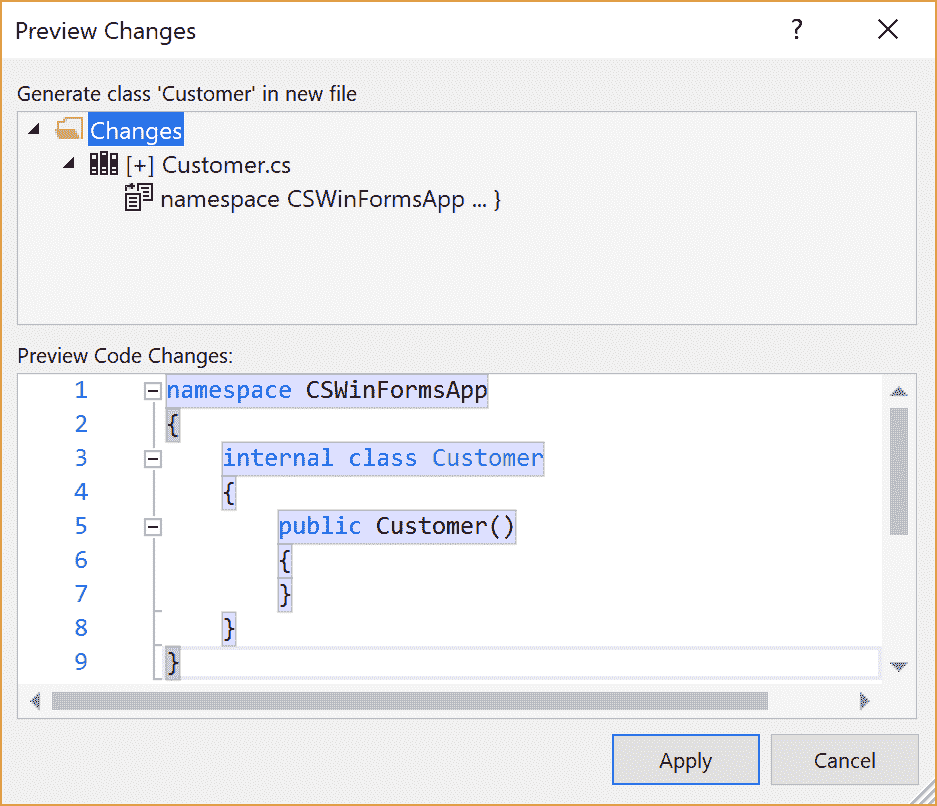 Preview Changes ?
Generate class 'Customer' in new file
Changes
[+] Customer.cs
namespace CSWinFormsApp ... }
Preview Code Changes:
1 namespace CSWinFormsApp
2 {
3 internal class Customer
4 {
5 public Customer()
6 {
7 }
8 }
9 }
Apply Cancel